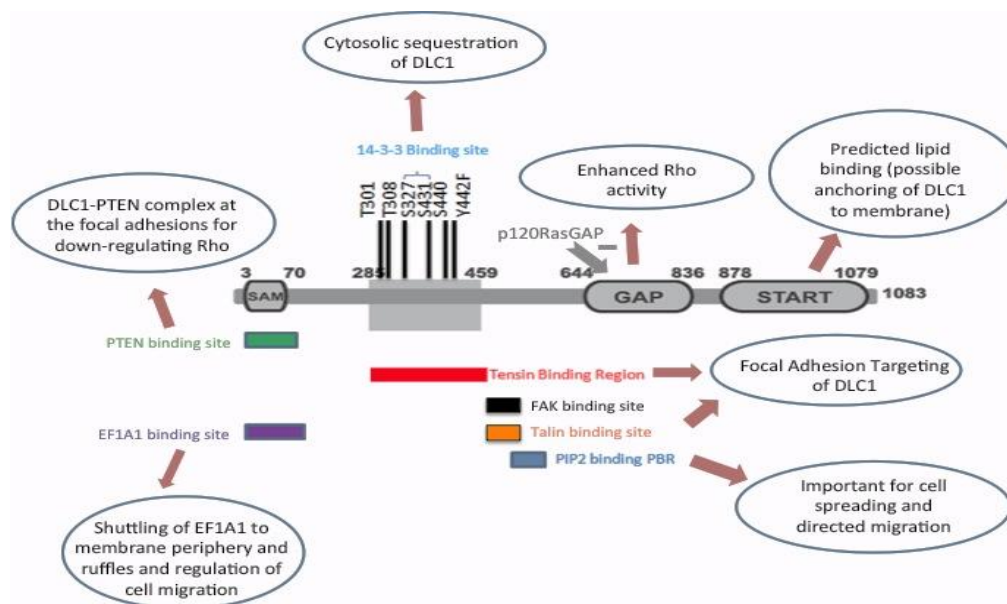 Cytosolic sequestration
of DLC1
14-3-3 Binding site
T301
T308
S327
S431
S440
Y442F
Enhanced Rho
activity
Predicted lipid
binding (possible
anchoring of DLC1
to membrane)
DLC1-PTEN complex at
the focal adhesions for
down-regulating Rho
p120RasGAP
3 70 285 459 644 836 878 1079
SAM GAP START 1083
PTEN binding site
Tensin Binding Region
Focal Adhesion Targeting
of DLC1
FAK binding site
EF1A1 binding site
Talin binding site
PIP2 binding PBR
Important for cell
spreading and
directed migration
Shuttling of EF1A1 to
membrane periphery and
ruffles and regulation of
cell migration